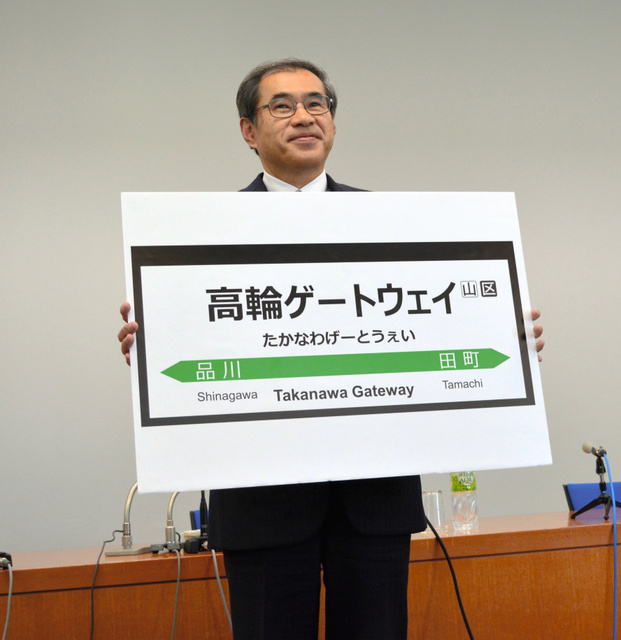 高輪ゲートウェイ 山 区
たかなわげーとうぇい
品川 田町
Shinagawa Takanawa Gateway Tamachi